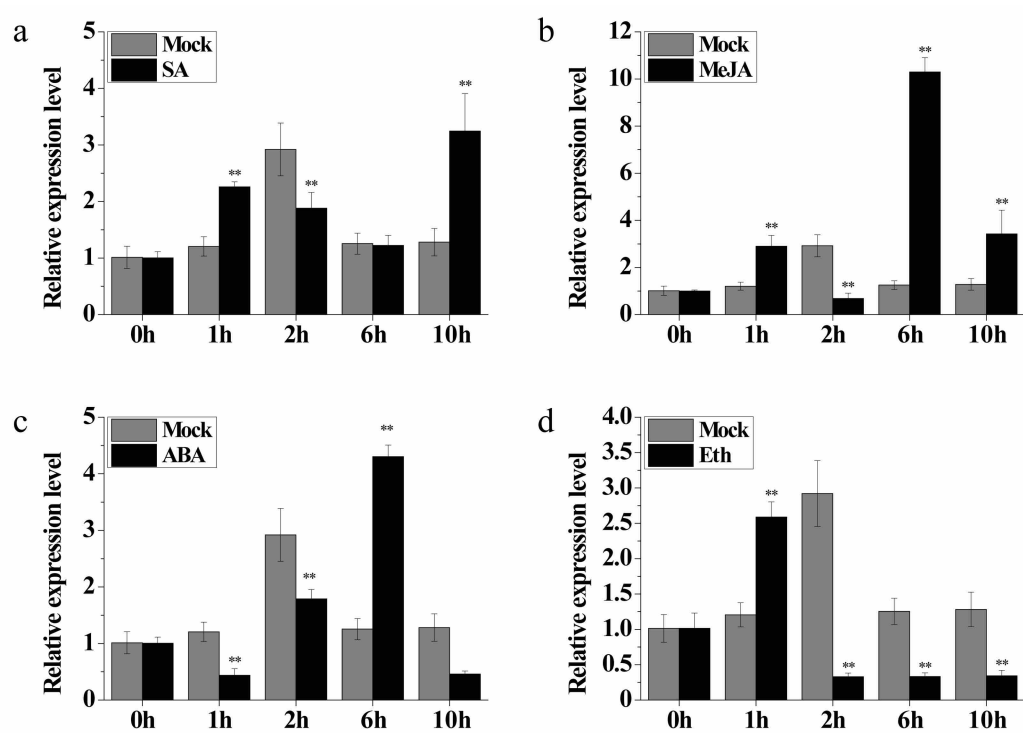 a
Relative expression level
5
4
3
2
1
0
Mock
SA
**
**
**
0h 1h 2h 6h 10h
b
Relative expression level
12
10
8
6
4
2
0
Mock
MeJA
**
**
**
**
0h 1h 2h 6h 10h
c
Relative expression level
5
4
3
2
1
0
Mock
ABA
**
**
**
0h 1h 2h 6h 10h
d
Relative expression level
4.0
3.5
3.0
2.5
2.0
1.5
1.0
0.5
0
Mock
Eth
**
**
**
**
0h 1h 2h 6h 10h